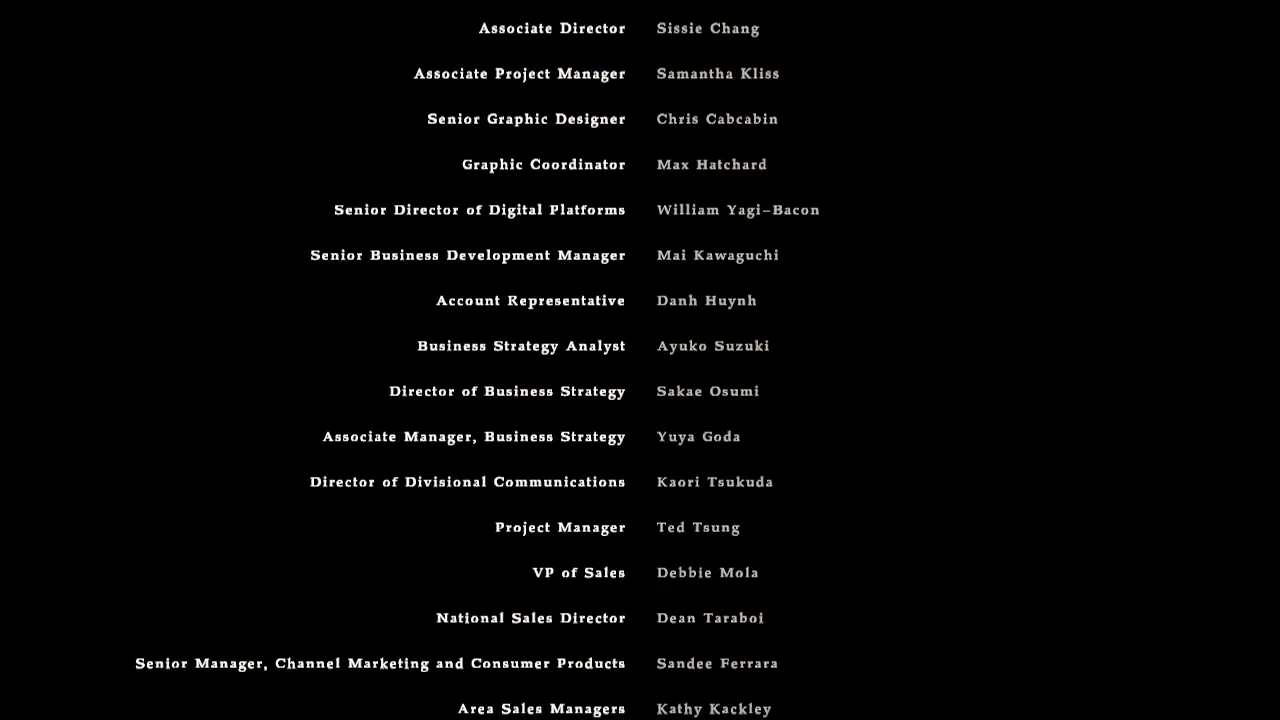 Associate Director Sissie Chang
Associate Project Manager Samantha Kliss
Senior Graphic Designer Chris Cabcabin
Graphic Coordinator Max Hatchard
Senior Director of Digital Platforms William Yagi-Bacon
Senior Business Development Manager Mai Kawaguchi
Account Representative Danh Huynh
Business Strategy Analyst Ayuko Suzuki
Director of Business Strategy Sakae Osumi
Associate Manager, Business Strategy Yuya Goda
Director of Divisional Communications Kaori Tsukuda
Project Manager Ted Tsung
VP of Sales Debbie Mola
National Sales Director Dean Taraboi
Senior Manager, Channel Marketing and Consumer Products Sandee Ferrara
Area Sales Managers Kathy Kackley